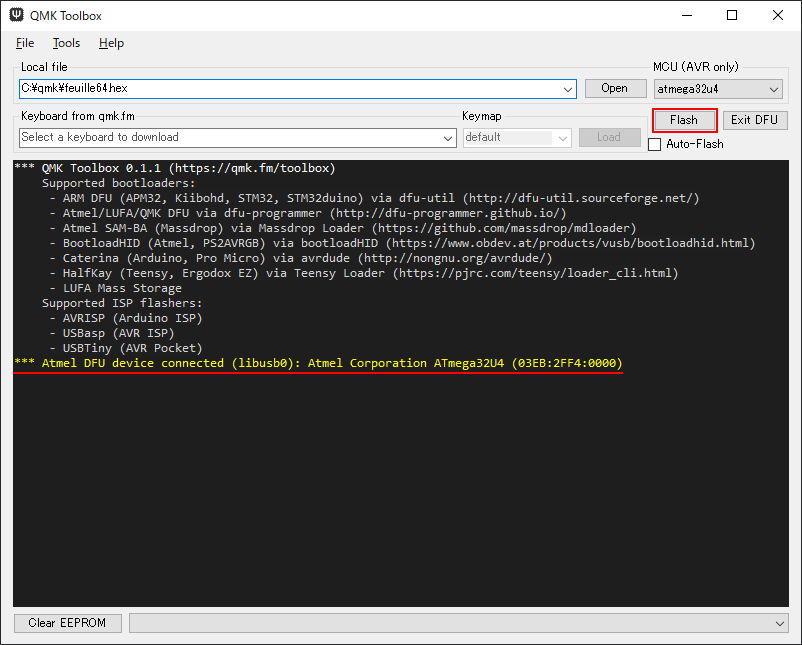 QMK Toolbox
File Tools Help
Local file MCU (AVR only)
C:¥qmk¥feuille64.hex Open atmega32u4
Keyboard from qmk.fm Keymap Flash Exit DFU
Select a keyboard to download default Load Auto-Flash
*** QMK Toolbox 0.1.1 (https://qmk.fm/toolbox)
Supported bootloaders:
- ARM DFU (APM32, Kiibohd, STM32, STM32duino) via dfu-util (http://dfu-util.sourceforge.net/)
- Atmel/LUFA/QMK DFU via dfu-programmer (http://dfu-programmer.github.io/)
- Atmel SAM-BA (Massdrop) via Massdrop Loader (https://github.com/massdrop/mdloader)
- BootloadHID (Atmel, PS2AVRGB) via bootloadHID (https://www.obdev.at/products/vusb/bootloadhid.html)
- Caterina (Arduino, Pro Micro) via avrdude (http://nongnu.org/avrdude/)
- HalfKay (Teensy, Ergodox EZ) via Teensy Loader (https://pjrc.com/teensy/loader_cli.html)
- LUFA Mass Storage
Supported ISP flashers:
- AVRISP (Arduino ISP)
- USBasp (AVR ISP)
- USBTiny (AVR Pocket)
*** Atmel DFU device connected (libusb0): Atmel Corporation ATmega32U4 (03EB:2FF4:0000)
Clear EEPROM